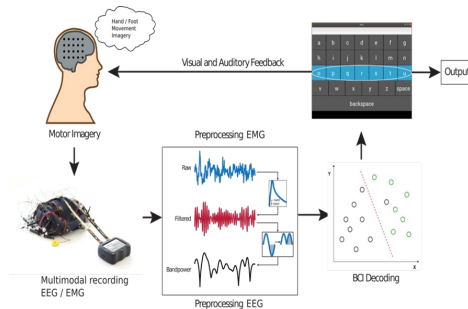 Hand / Foot
Movement
Imagery
Visual and Auditory Feedback
a b c d e f g
h i j k l m n
o p q r s t u
v w x y z space
backspace
Output
Motor Imagery
Preprocessing EMG
Raw
Filtered
Bandpower
Preprocessing EEG
Multimodal recording
EEG / EMG
Y
X
BCI Decoding